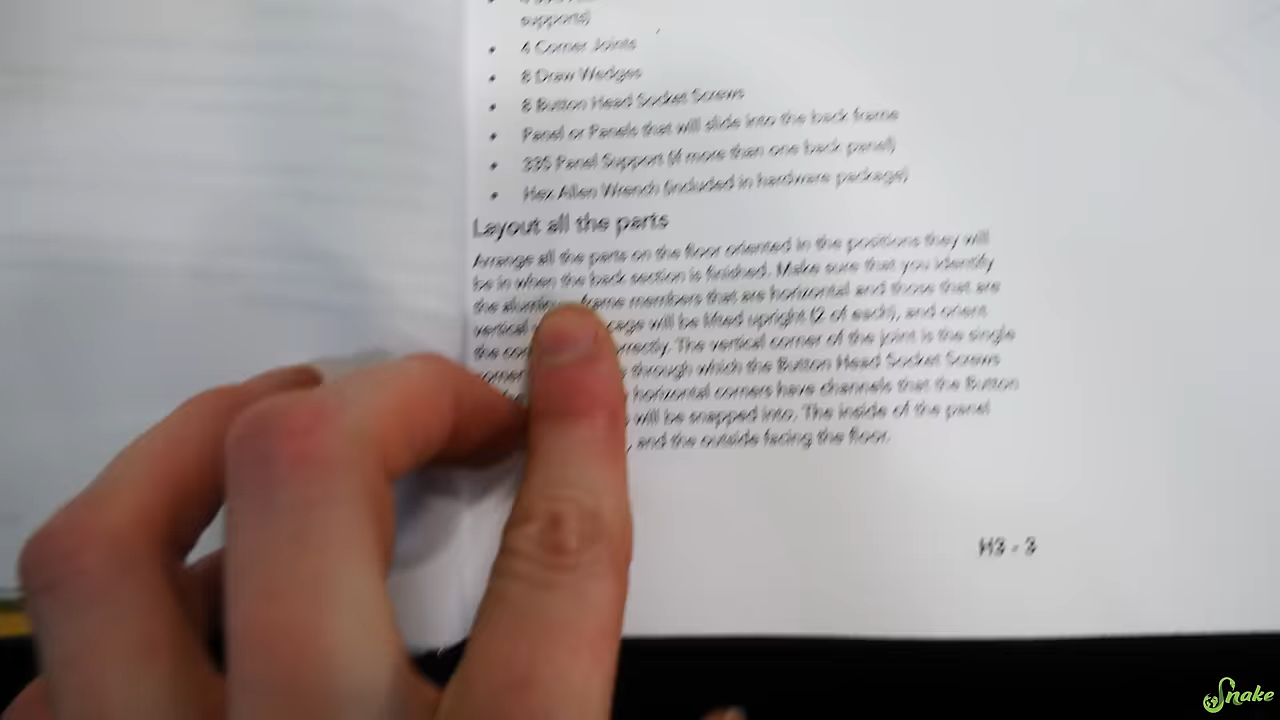 supports)
• 4 Corner Joints
• 8 Draw Wedges
• 8 Button Head Socket Screws
• Panel or Panels that will slide into the back frame
• 335 Panel Support (if more than one back panel)
• Hex Allen Wrench (included in hardware package)
Layout all the parts
Arrange all the parts on the floor oriented in the positions they will
be in when the back section is finished. Make sure that you identify
the frame members that are horizontal and those that are
vertical cage will be lifted upright (2 of each), and orient
the The vertical corner of the joint is the single
corner through which the Button Head Socket Screws
horizontal corners have channels that the Button
will be snapped into. The inside of the panel
, and the outside facing the floor.
H3 - 3
Snake